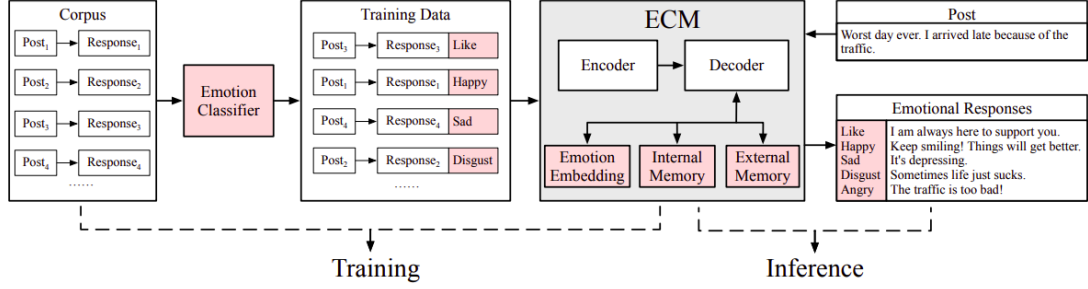 Corpus
Post1 Response1
Post2 Response2
Post3 Response3
Post4 Response4
......
Emotion
Classifier
Training Data
Post3 Response3 Like
Post1 Response1 Happy
Post4 Response4 Sad
Post2 Response2 Disgust
......
ECM
Encoder
Decoder
Emotion
Embedding
Internal
Memory
External
Memory
Post
Worst day ever. I arrived late because of the
traffic.
Emotional Responses
Like I am always here to support you.
Happy Keep smiling! Things will get better.
Sad It's depressing.
Disgust Sometimes life just sucks.
Angry The traffic is too bad!
Training
Inference